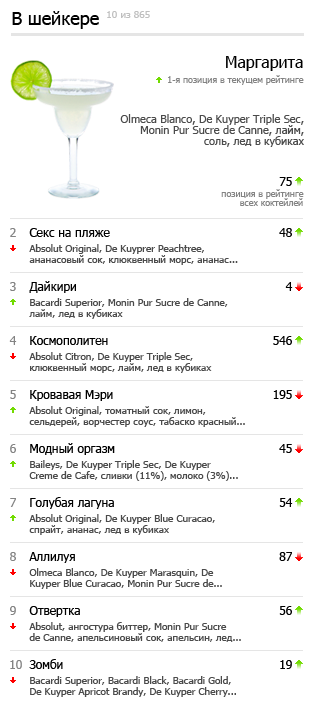 В шейкере 10 из 865
Маргарита
1-я позиция в текущем рейтинге
Olmeca Blanco, De Kuyper Triple Sec,
Monin Pur Sucre de Canne, лайм,
соль, лед в кубиках
75
позиция в рейтинге
всех коктейлей
2 Секс на пляже 48
Absolut Original, De Kuyprer Peachtree,
ананасовый сок, клюквенный морс, ананас...
3 Дайкири 4
Bacardi Superior, Monin Pur Sucre de Canne,
лайм, лед в кубиках
4 Космополитен 546
Absolut Citron, De Kuyper Triple Sec,
клюквенный морс, лайм, лед в кубиках
5 Кровавая Мэри 195
Absolut Original, томатный сок, лимон,
сельдерей, ворчестер соус, табаско красный...
6 Модный оргазм 45
Baileys, De Kuyper Triple Sec, De Kuyper
Creme de Cafe, сливки (11%), молоко (3%)...
7 Голубая лагуна 54
Absolut Original, De Kuyper Blue Curacao,
спрайт, ананас, лед в кубиках
8 Аллилуя 87
Olmeca Blanco, De Kuyper Marasquin, De
Kuyper Blue Curacao, Monin Pur Sucre de...
9 Отвертка 56
Absolut, ангостура биттер, Monin Pur Sucre
de Canne, апельсиновый сок, апельсин, лед...
10 Зомби 19
Bacardi Superior, Bacardi Black, Bacardi Gold,
De Kuyper Apricot Brandy, De Kuyper Cherry...